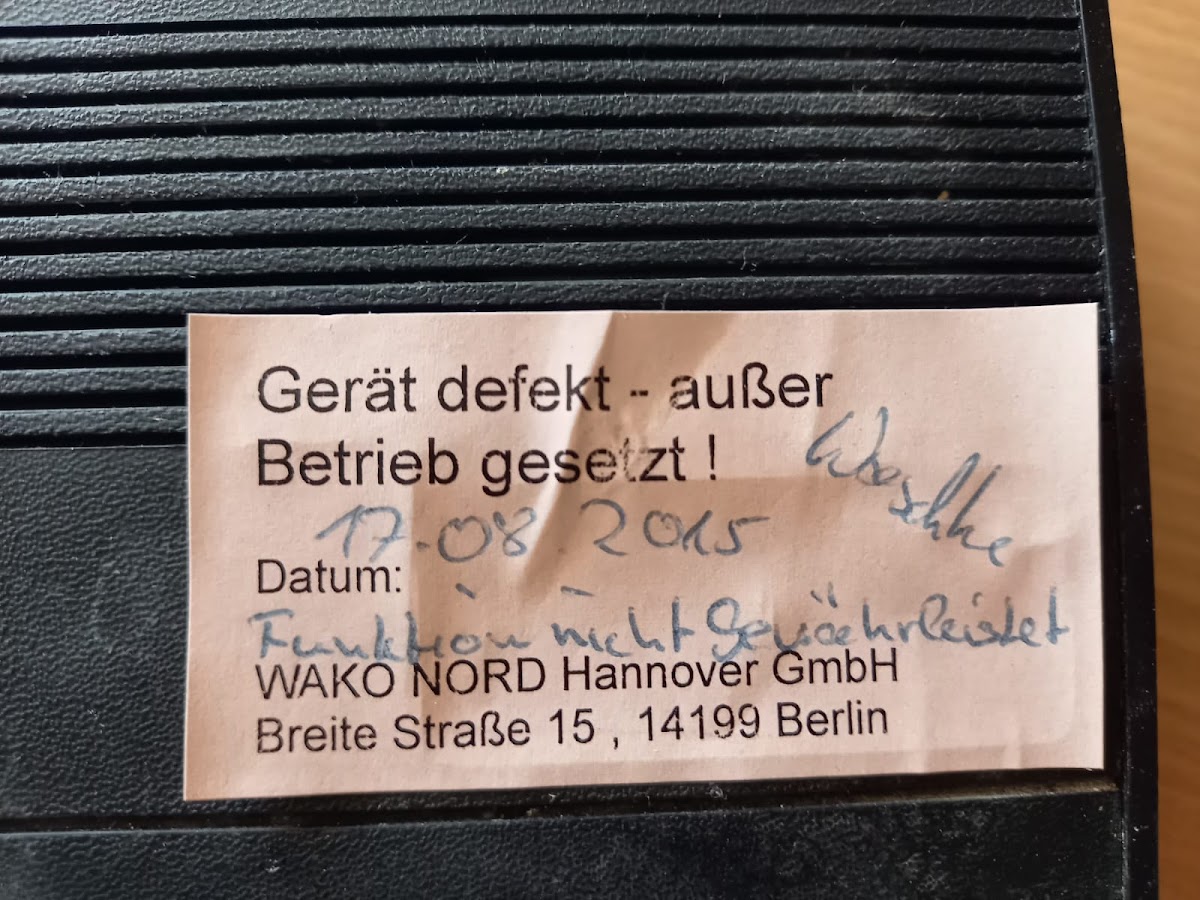 Gerät defekt - außer
Betrieb gesetzt !
17.08 2015
Datum:
Funktion nicht Gewährleistet
WAKO NORD Hannover GmbH
Breite Straße 15 , 14199 Berlin